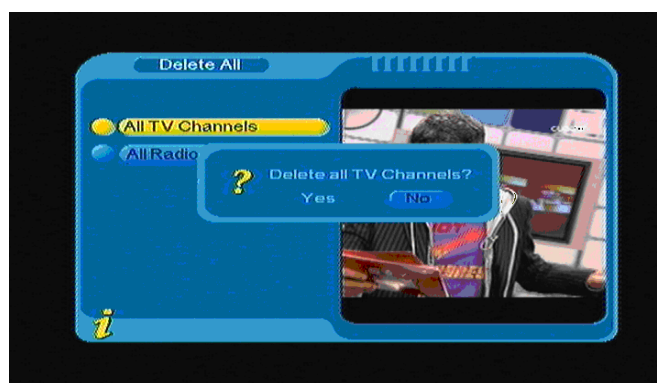 Delete All
All TV Channels
All Radio
Delete all TV Channels?
Yes No